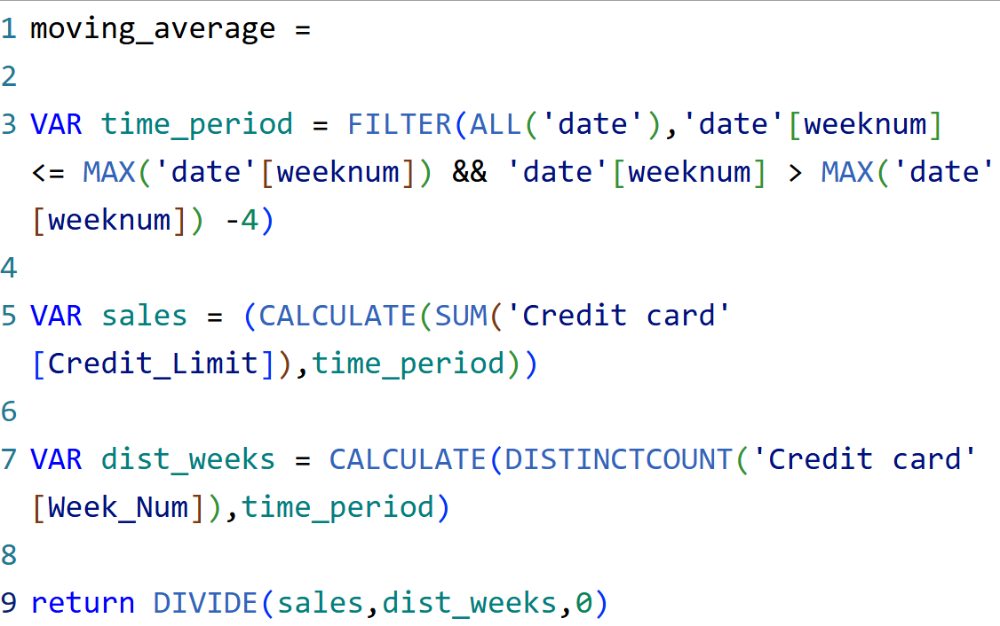 1 moving_average =
2
3 VAR time_period = FILTER(ALL('date'),'date'[weeknum]
<= MAX('date'[weeknum]) && 'date'[weeknum] > MAX('date'
[weeknum]) -4)
4
5 VAR sales = (CALCULATE(SUM('Credit card'
[Credit_Limit]),time_period))
6
7 VAR dist_weeks = CALCULATE(DISTINCTCOUNT('Credit card'
[Week_Num]),time_period)
8
9 return DIVIDE(sales,dist_weeks,0)